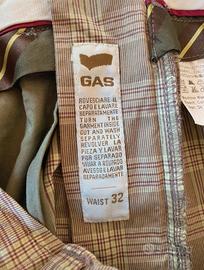 GAS
ROVESCIARE IL
CAPO E LAVARE
SEPARATAMENTE
TURN THE
GARMENT INSIDE
OUT AND WASH
SEPARATELY
REVOLVER LA
PIEZA Y LAVAR
POR SEPARADO
VIRAR A ROUPA
AVESSO E LAVAR
SEPARADAMENTE
WAIST 32